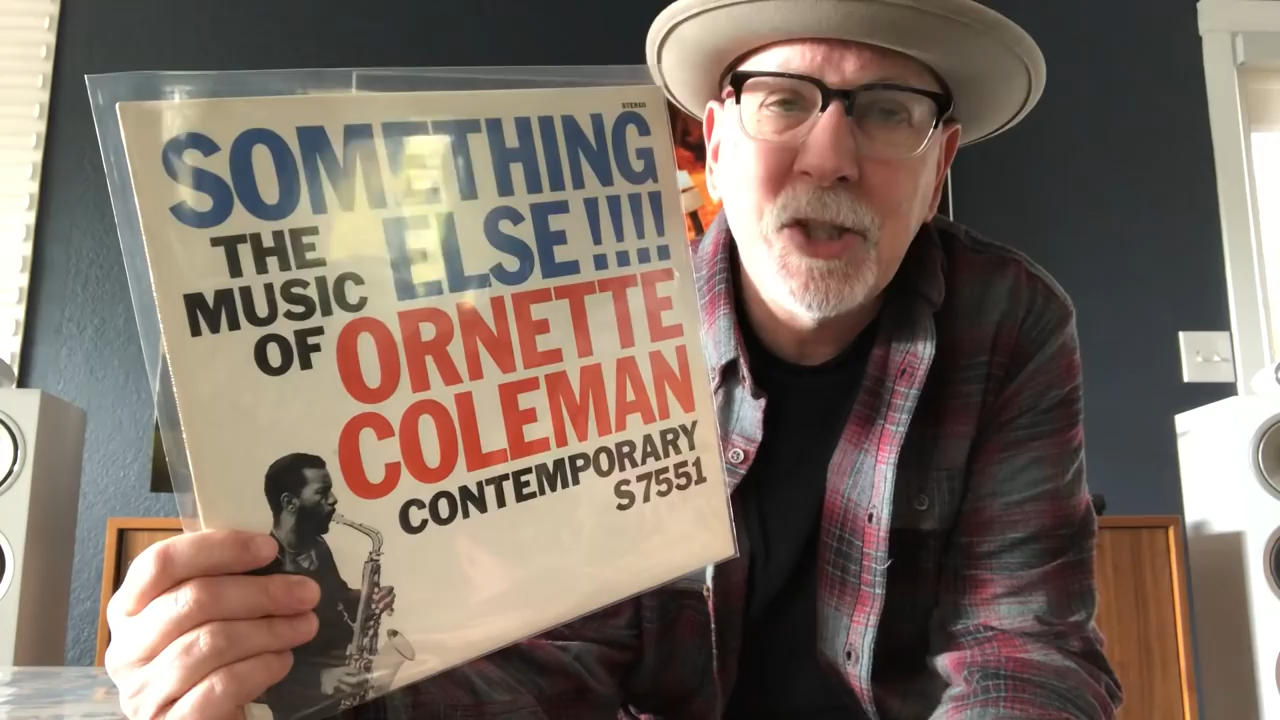 STEREO
SOMETHING
ELSE!!!!
THE
MUSIC
OF
ORNETTE
COLEMAN
CONTEMPORARY
S7551